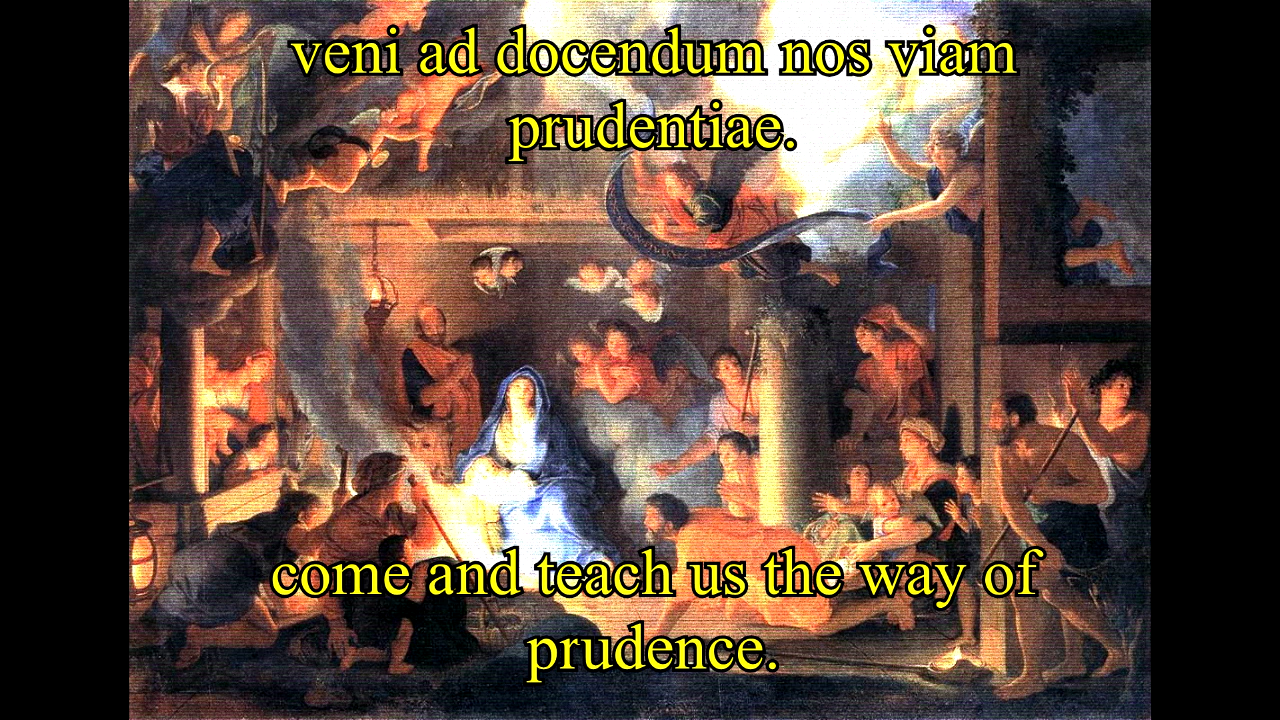 veni ad docendum nos viam
prudentiae.
come and teach us the way of
prudence.